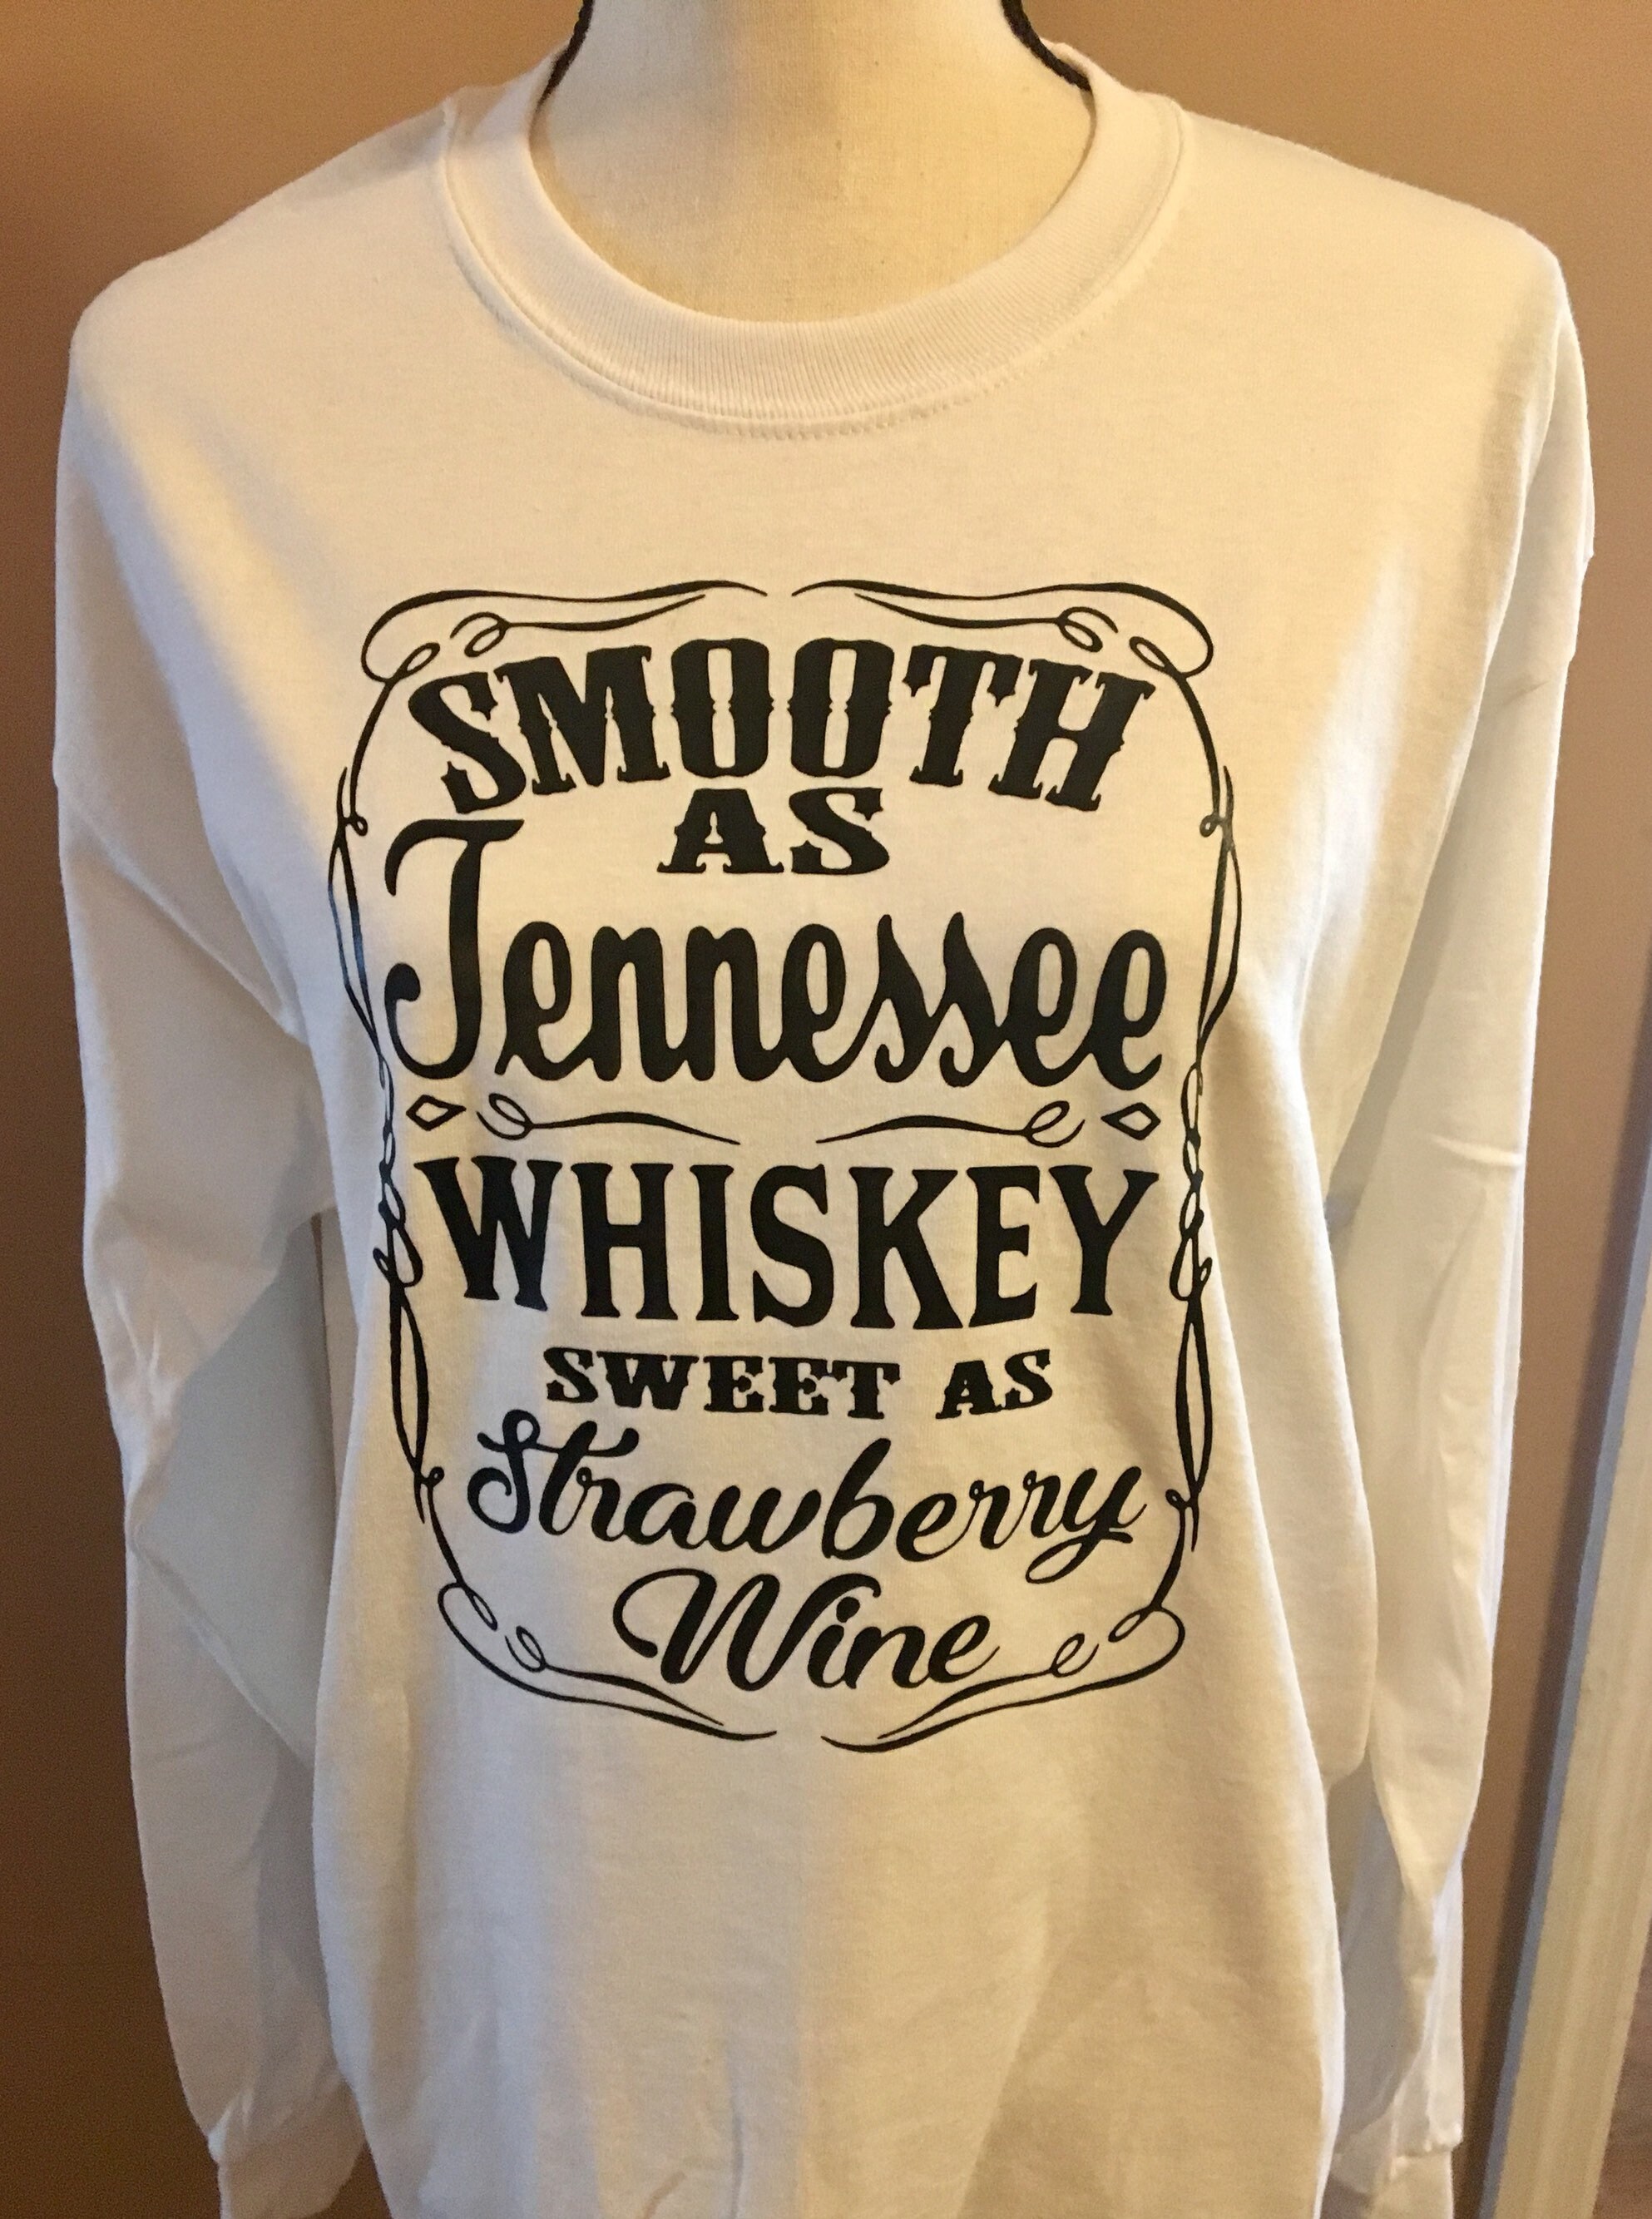 SMOOTH
AS
Tennessee
WHISKEY
SWEET AS
Strawberry
Wine